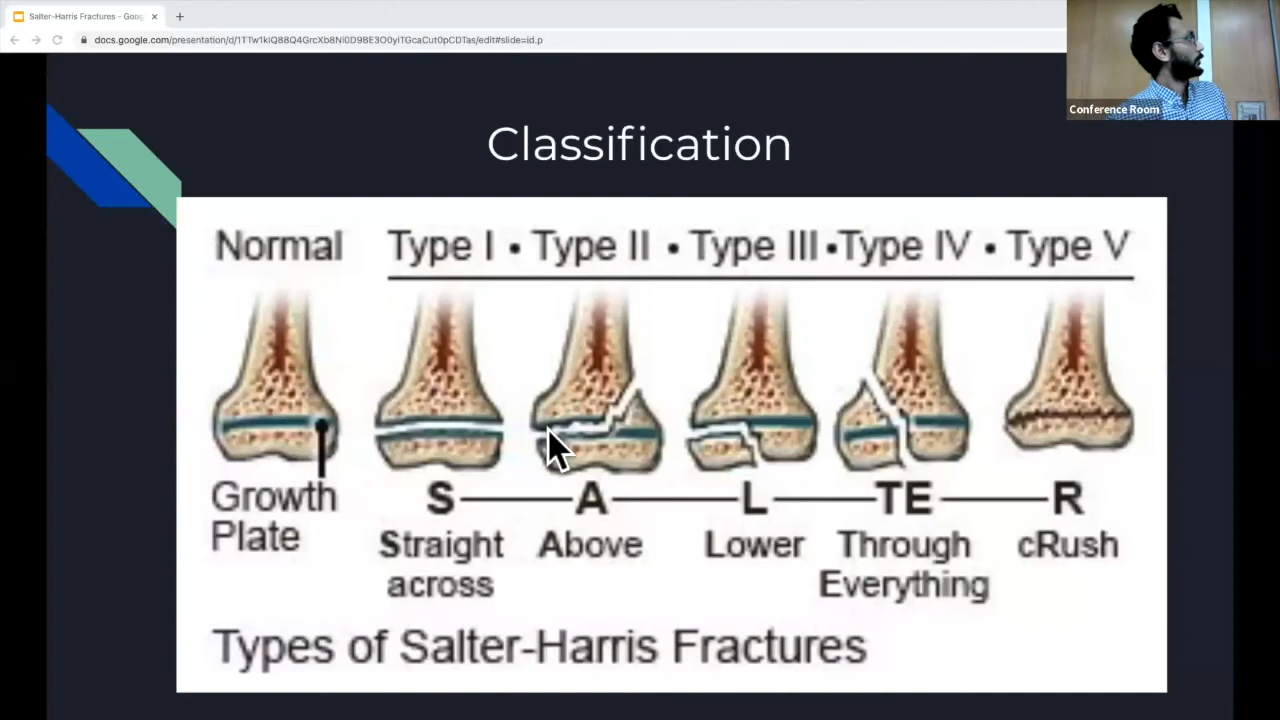 Salter-Harris Fractures - Goog
docs.google.com/presentation/d/1TTw1kIQ88Q4GrcXb8Ni0D9BE3O0yiTGcaCut0pCDTas/edit#slide=id.p
Conference Room
Classification
Normal Type I • Type II • Type III • Type IV • Type V
Growth Plate
S — A — L — TE — R
Straight across Above Lower Through Everything cRush
Types of Salter-Harris Fractures